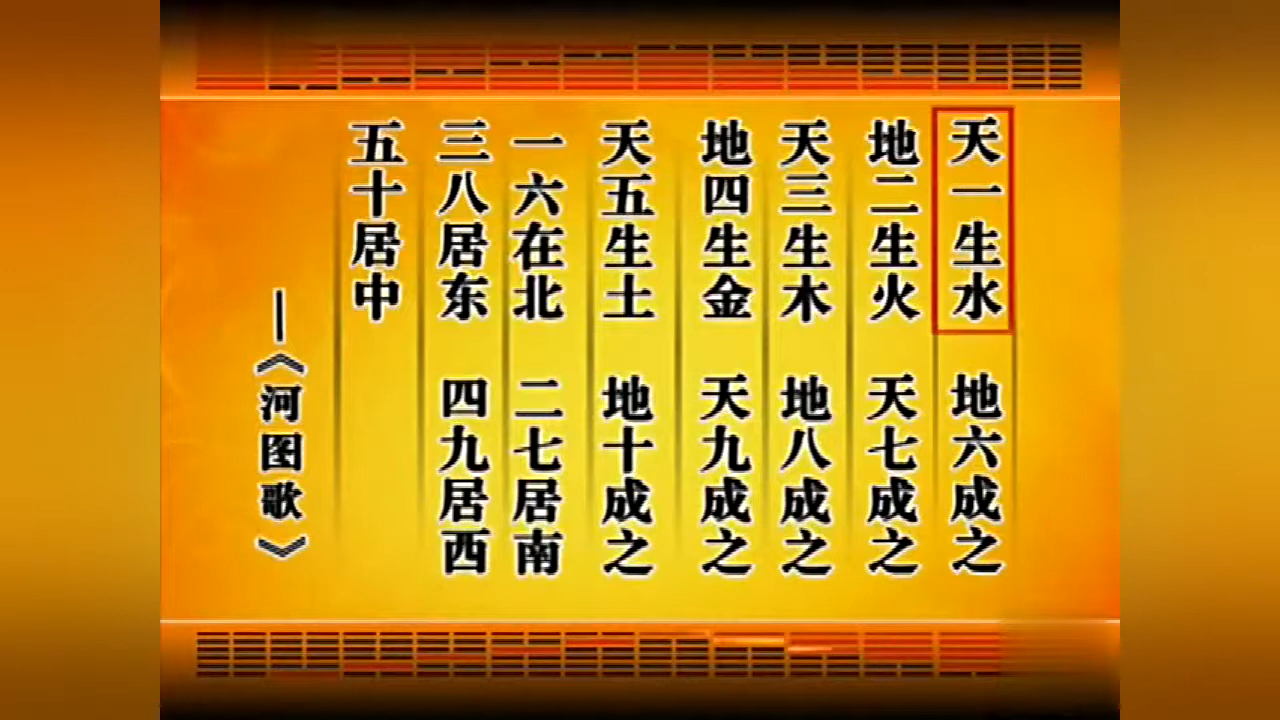 天一生水 地六成之
地二生火 天七成之
天三生木 地八成之
地四生金 天九成之
天五生土 地十成之
一六在北 二七居南
三八居东 四九居西
五十居中
—《河图歌》